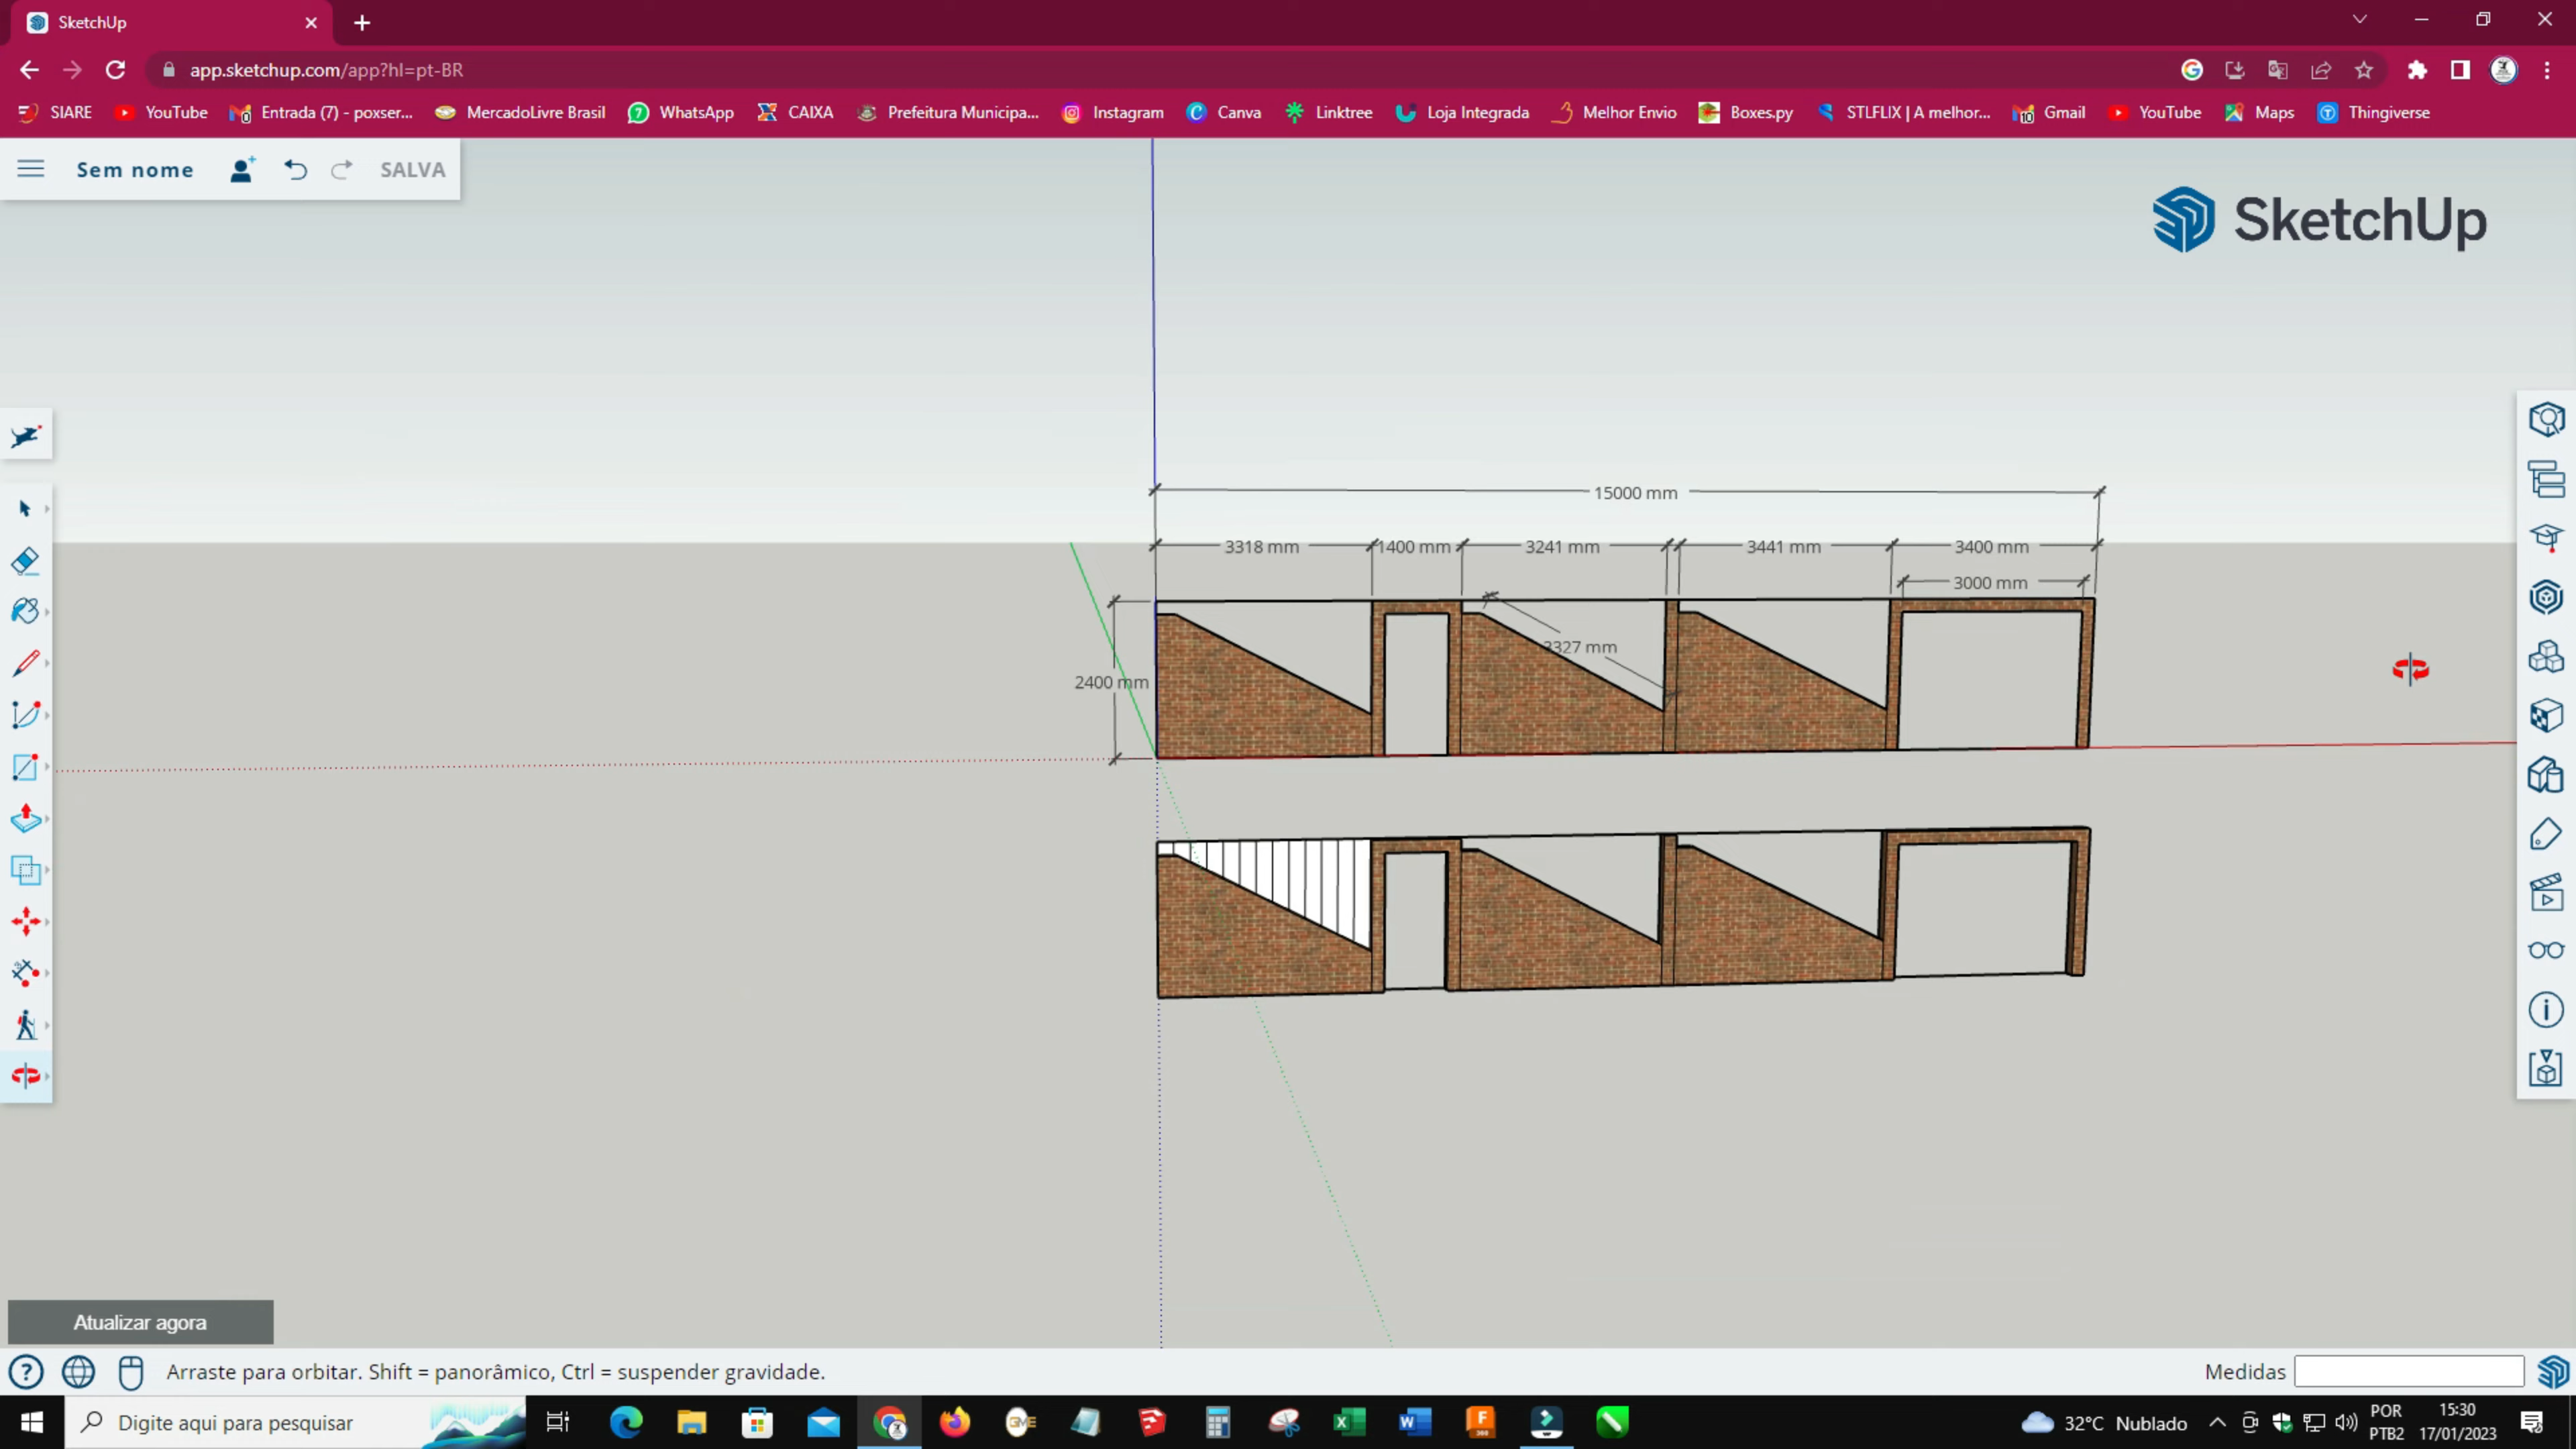 SketchUp
app.sketchup.com/app?hl=pt-BR
SIARE YouTube Entrada (7) - poxser... MercadoLivre Brasil WhatsApp CAIXA Prefeitura Municipa... Instagram Canva Linktree Loja Integrada Melhor Envio Boxes.py STLFLIX | A melhor... Gmail YouTube Maps Thingiverse
Sem nome SALVA
SketchUp
15000 mm
3318 mm 1400 mm 3241 mm 3441 mm 3400 mm
3000 mm
3327 mm
2400 mm
Atualizar agora
Arraste para orbitar. Shift = panorâmico, Ctrl = suspender gravidade. Medidas
Digite aqui para pesquisar 32°C Nublado POR 15:30
PTB2 17/01/2023